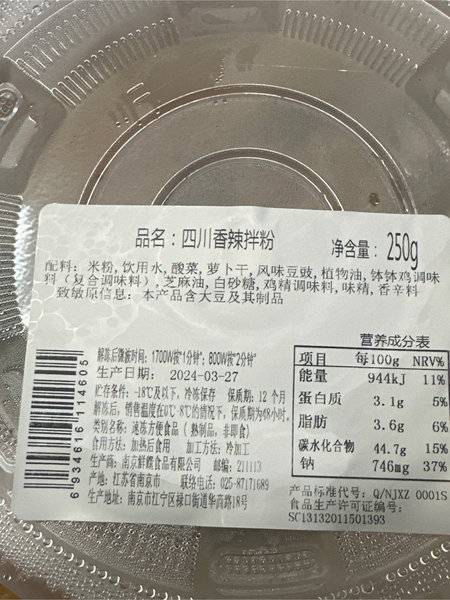 品名：四川香辣拌粉
净含量：250g
配料：米粉,饮用水,酸菜,萝卜干,风味豆豉,植物油,钵钵鸡调味
料（复合调味料）,芝麻油,白砂糖,鸡精调味料,味精,香辛料
致敏原信息：本产品含大豆及其制品
解冻后微波时间：1700W按"1分钟"；800W按"2分钟"
生产日期：2024-03-27
贮存条件：-18℃及以下，冷冻保存 保质期：12个月
解冻后，销售温度在0℃-8℃的情况下，保质期为48小时。
类别名称：速冻方便食品（熟制品，非即食）
食用方法：加热后食用 加工方法：冷加工
生产商：南京鲜馔食品有限公司 邮编：211113
产地：江苏省南京市 联络电话：025-87171689
生产地址：南京市江宁区禄口街道华商路18号
6934616114605
营养成分表
项目 每100g NRV%
能量 944kJ 11%
蛋白质 3.1g 5%
脂肪 3.6g 6%
碳水化合物 44.7g 15%
钠 746mg 37%
产品标准代号：Q/NJXZ 0001S
食品生产许可证编号：
SC13132011501393